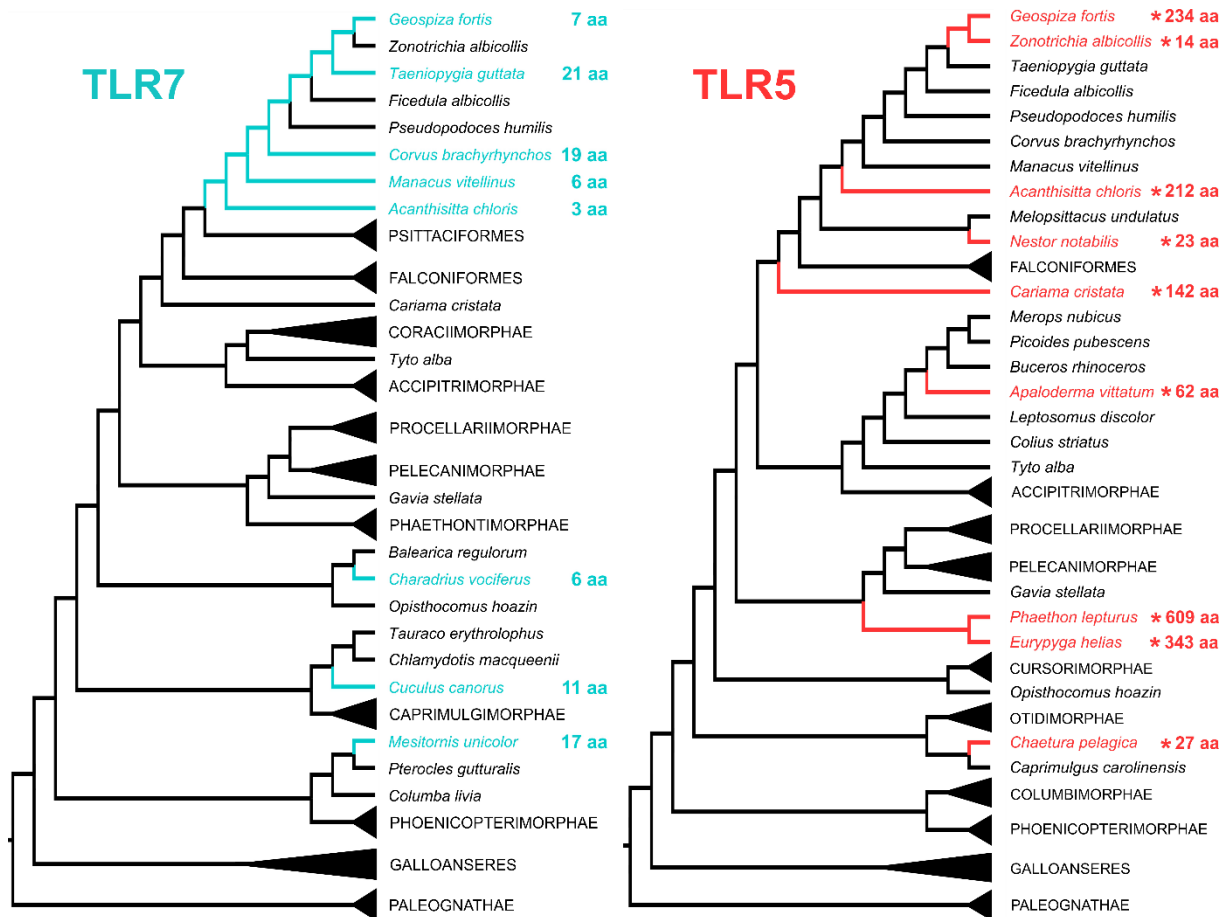 TLR7
Geospiza fortis 7 aa
Zonotrichia albicollis
Taeniopygia guttata 21 aa
Ficedula albicollis
Pseudopodoces humilis
Corvus brachyrhynchos 19 aa
Manacus vitellinus 6 aa
Acanthisitta chloris 3 aa
PSITTACIFORMES
FALCONIFORMES
Cariama cristata
CORACIIMORPHAE
Tyto alba
ACCIPITRIMORPHAE
PROCELLARIIMORPHAE
PELECANIMORPHAE
Gavia stellata
PHAETHONTIMORPHAE
Balearica regulorum
Charadrius vociferus 6 aa
Opisthocomus hoazin
Tauraco erythrolophus
Chlamydotis macqueenii
Cuculus canorus 11 aa
CAPRIMULGIMORPHAE
Mesitornis unicolor 17 aa
Pterocles gutturalis
Columba livia
PHOENICOPTERIMORPHAE
GALLOANSERES
PALEOGNATHAE
TLR5
Geospiza fortis * 234 aa
Zonotrichia albicollis * 14 aa
Taeniopygia guttata
Ficedula albicollis
Pseudopodoces humilis
Corvus brachyrhynchos
Manacus vitellinus
Acanthisitta chloris * 212 aa
Melopsittacus undulatus
Nestor notabilis * 23 aa
FALCONIFORMES
Cariama cristata * 142 aa
Merops nubicus
Picoides pubescens
Buceros rhinoceros
Apaloderma vittatum * 62 aa
Leptosomus discolor
Colius striatus
Tyto alba
ACCIPITRIMORPHAE
PROCELLARIIMORPHAE
PELECANIMORPHAE
Gavia stellata
Phaethon lepturus * 609 aa
Eurypyga helias * 343 aa
CURSORIMORPHAE
Opisthocomus hoazin
OTIDIMORPHAE
Chaetura pelagica * 27 aa
Caprimulgus carolinensis
COLUMBIMORPHAE
PHOENICOPTERIMORPHAE
GALLOANSERES
PALEOGNATHAE